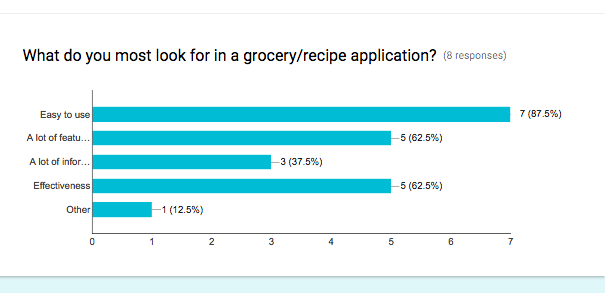 What do you most look for in a grocery/recipe application? (8 responses)
Easy to use 7 (87.5%)
A lot of featu... 5 (62.5%)
A lot of infor... 3 (37.5%)
Effectiveness 5 (62.5%)
Other 1 (12.5%)
0 1 2 3 4 5 6 7